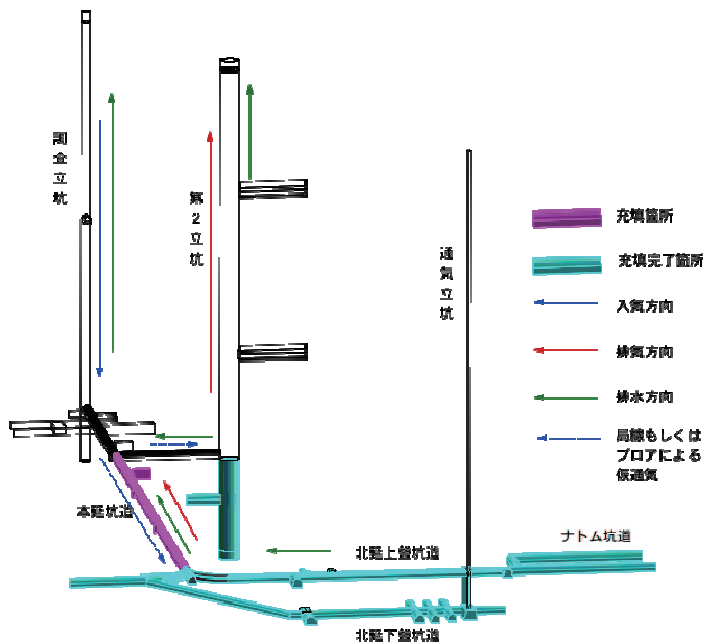 調査立坑
第2立坑
通気立坑
充填箇所
充填完了箇所
入気方向
排気方向
排水方向
局扇もしくは
ブロアによる
仮通気
本延坑道
北延上盤坑道
ナトム坑道
北延下盤坑道